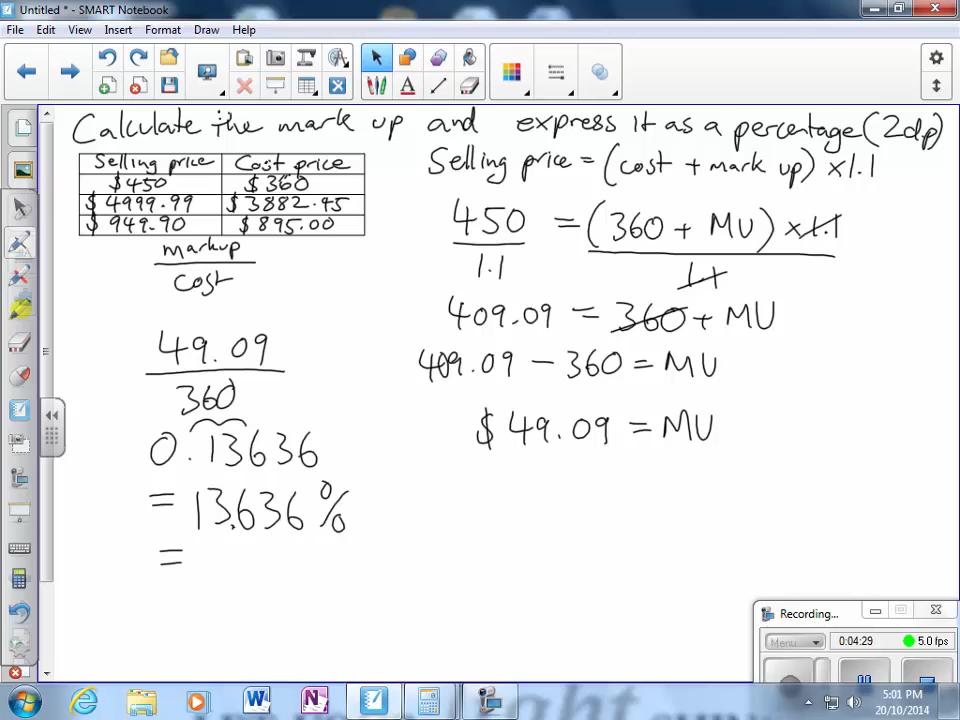 Untitled * - SMART Notebook
File Edit View Insert Format Draw Help
Calculate the mark up and express it as a percentage (2dp)
Selling price Cost price
$450 $360
$4999.99 $3882.45
$949.90 $895.00
markup
cost
Selling price = (cost + mark up) × 1.1
450 = (360 + MU) × 1.1
1.1 1.1
409.09 = 360 + MU
409.09 - 360 = MU
$49.09 = MU
49.09
360
0.13636
= 13.636 %
=
Recording...
Menu
0:04:29 5.0 fps
5:01 PM
20/10/2014